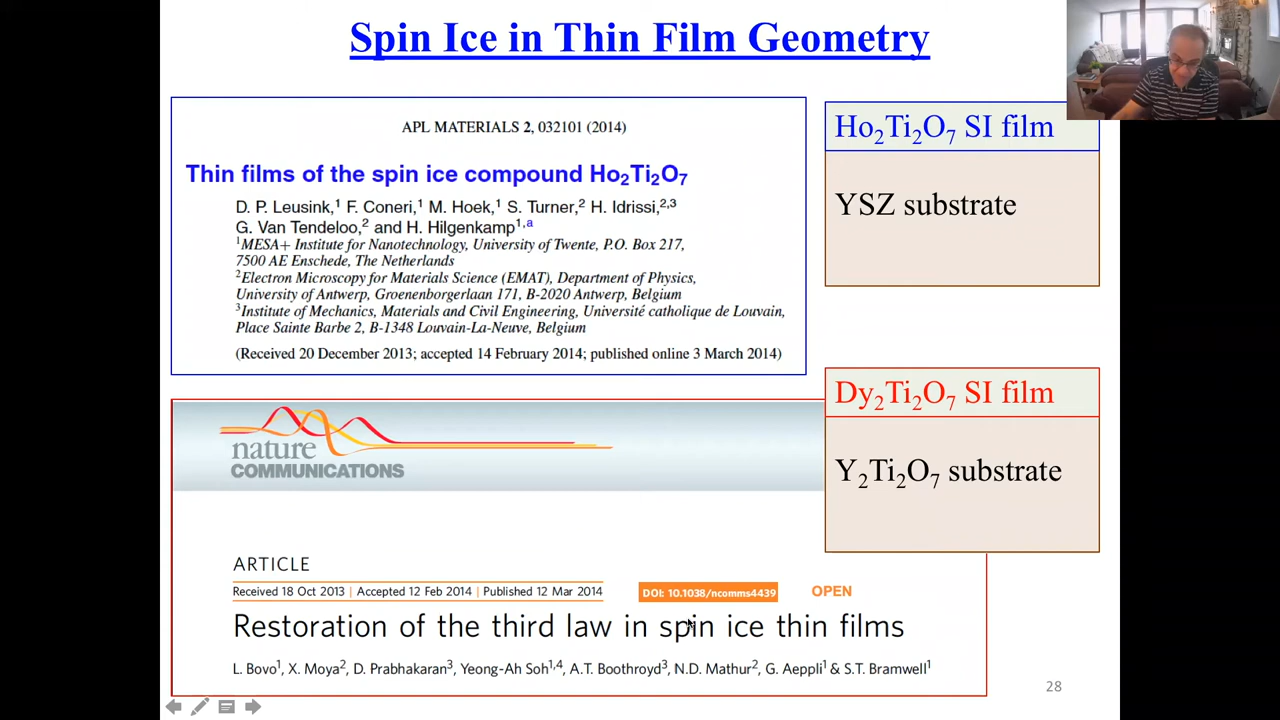 Spin Ice in Thin Film Geometry
APL MATERIALS 2, 032101 (2014)
Thin films of the spin ice compound Ho₂Ti₂O₇
D. P. Leusink,¹ F. Coneri,¹ M. Hoek,¹ S. Turner,² H. Idrissi,²,³
G. Van Tendeloo,² and H. Hilgenkamp¹,ᵃ
¹MESA+ Institute for Nanotechnology, University of Twente, P.O. Box 217,
7500 AE Enschede, The Netherlands
²Electron Microscopy for Materials Science (EMAT), Department of Physics,
University of Antwerp, Groenenborgerlaan 171, B-2020 Antwerp, Belgium
³Institute of Mechanics, Materials and Civil Engineering, Université catholique de Louvain,
Place Sainte Barbe 2, B-1348 Louvain-La-Neuve, Belgium
(Received 20 December 2013; accepted 14 February 2014; published online 3 March 2014)
Ho₂Ti₂O₇ SI film
YSZ substrate
nature
COMMUNICATIONS
Dy₂Ti₂O₇ SI film
Y₂Ti₂O₇ substrate
ARTICLE
Received 18 Oct 2013 | Accepted 12 Feb 2014 | Published 12 Mar 2014
DOI: 10.1038/ncomms4439
OPEN
Restoration of the third law in spin ice thin films
L. Bovo¹, X. Moya², D. Prabhakaran³, Yeong-Ah Soh¹,⁴, A.T. Boothroyd³, N.D. Mathur², G. Aeppli¹ & S.T. Bramwell¹
28